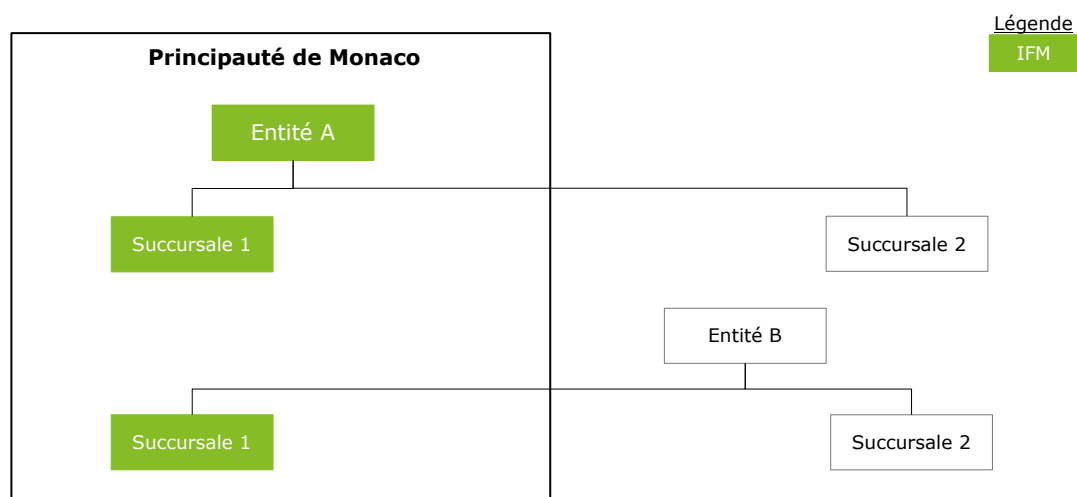 Légende
IFM
Principauté de Monaco
Entité A
Succursale 1
Succursale 2
Entité B
Succursale 1
Succursale 2